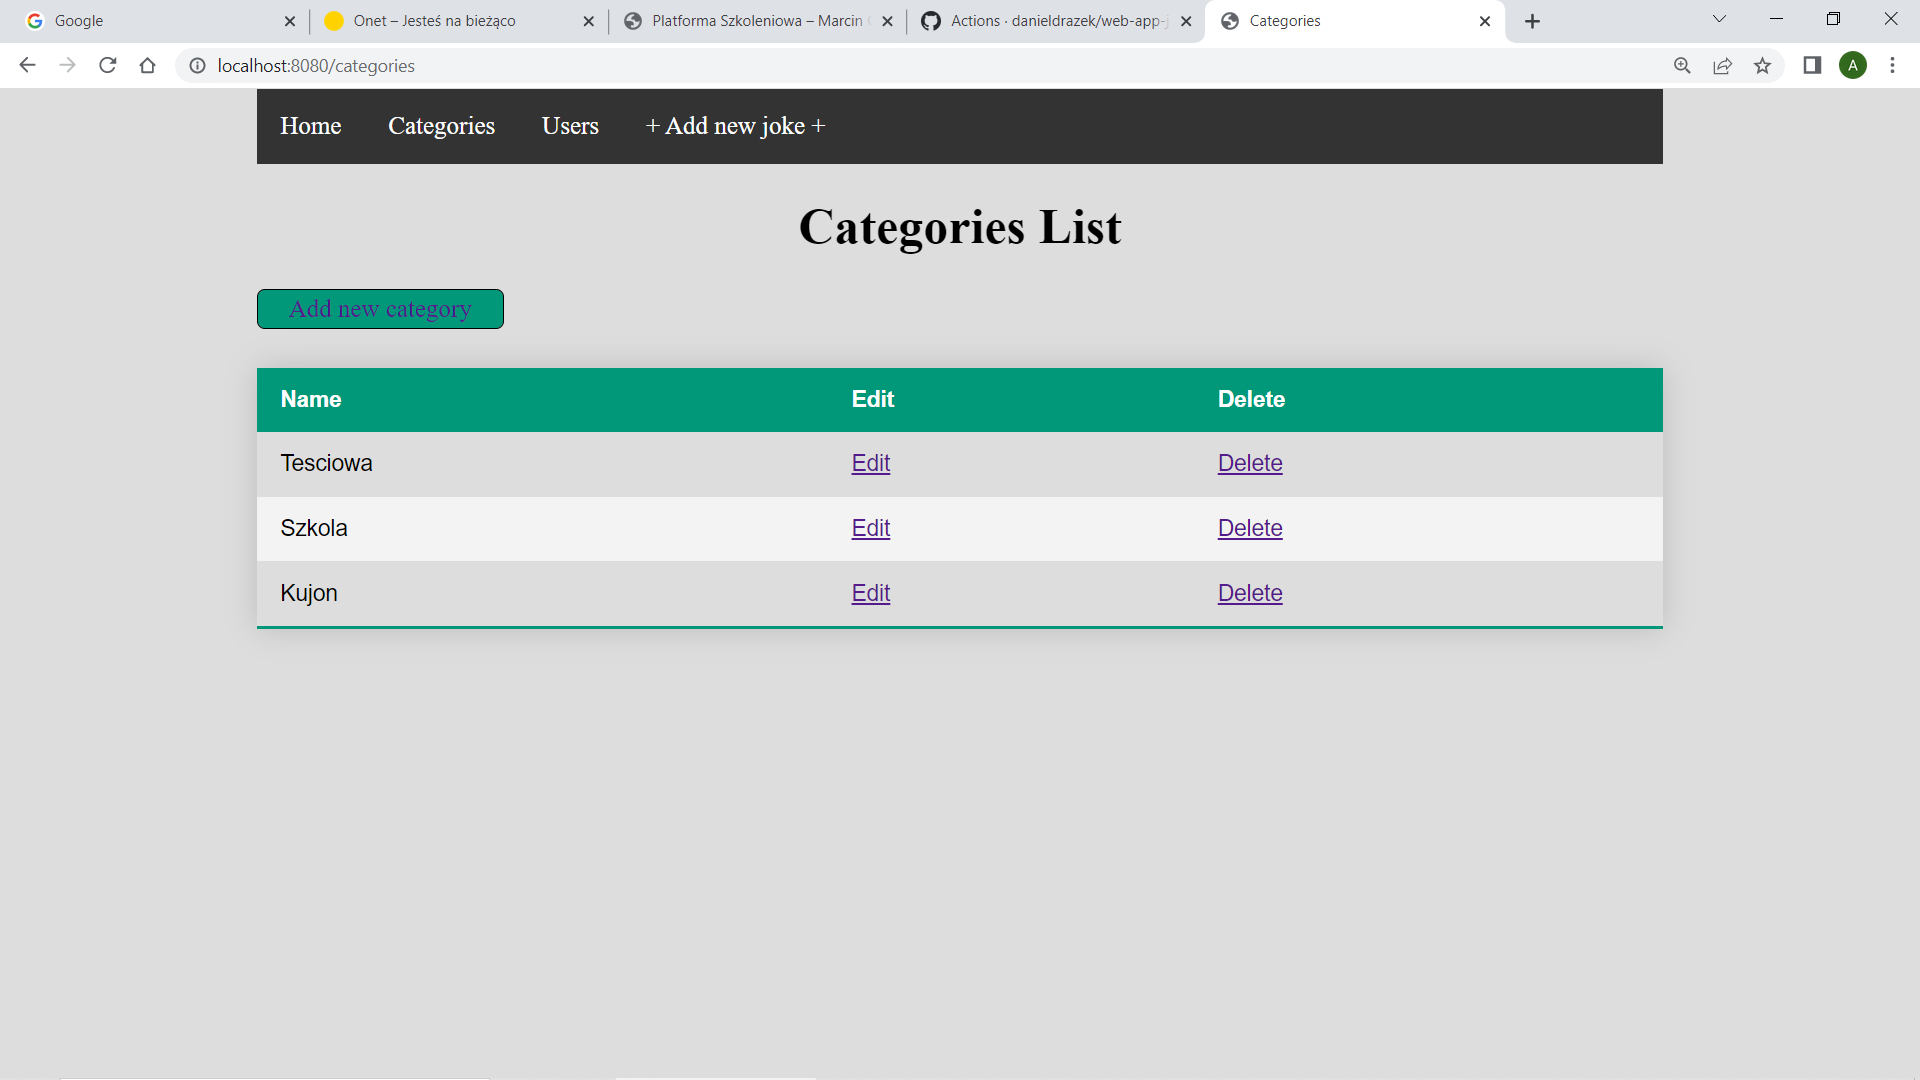 Google
Onet – Jesteś na bieżąco
Platforma Szkoleniowa – Marcin
Actions · danieldrazek/web-app-j
Categories
localhost:8080/categories
A
Home Categories Users + Add new joke +
Categories List
Add new category
Name Edit Delete
Tesciowa Edit Delete
Szkola Edit Delete
Kujon Edit Delete